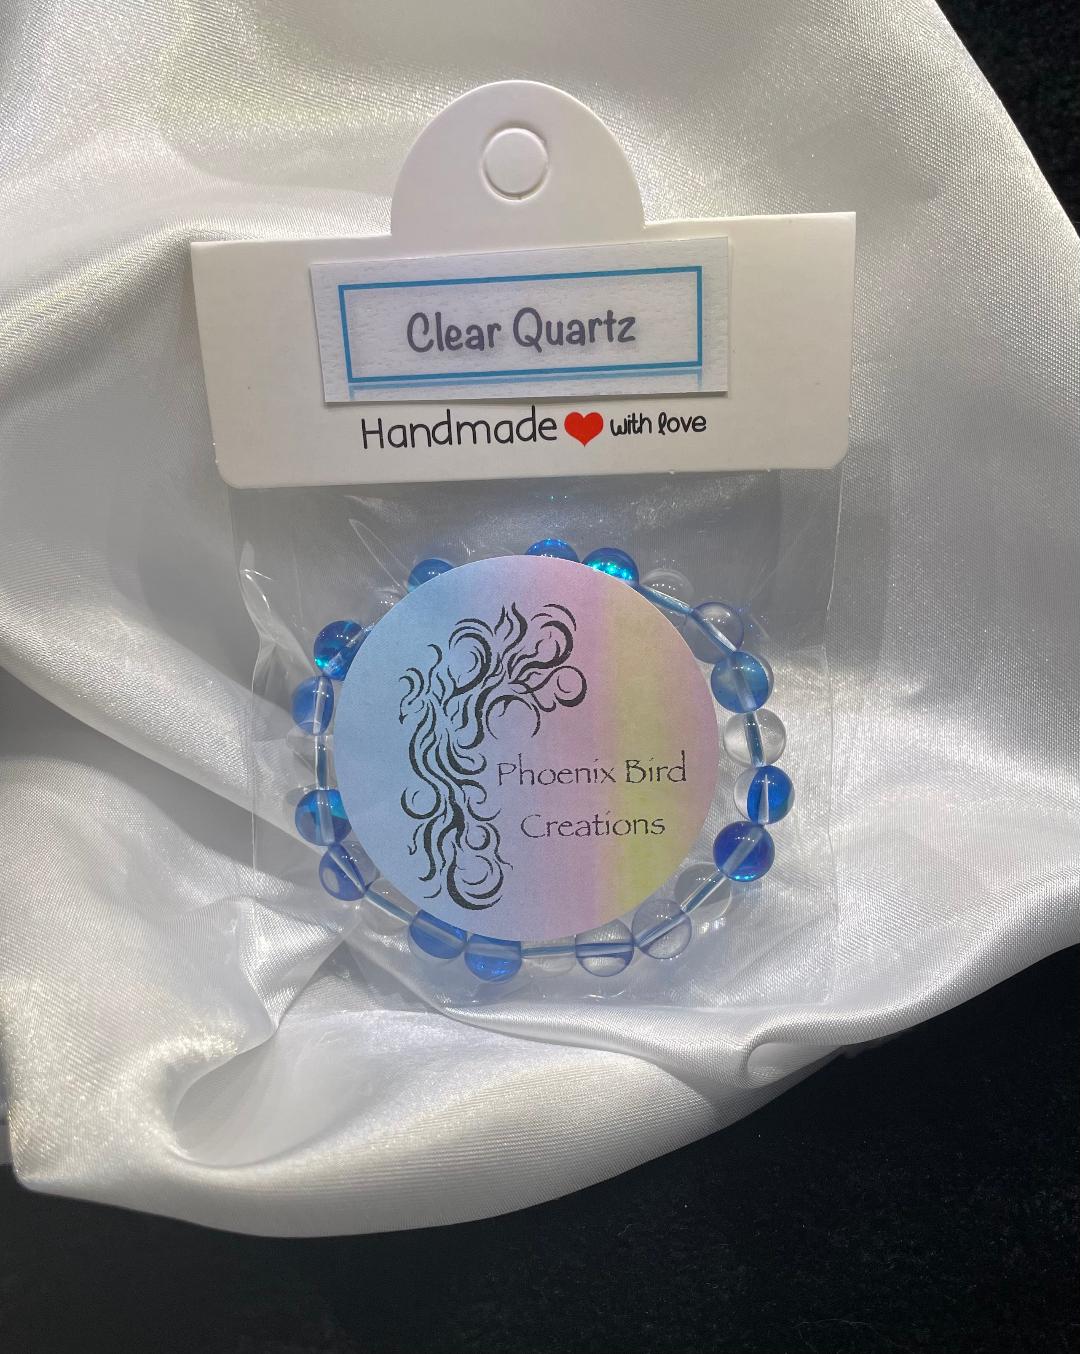 Clear Quartz
Handmade with love
Phoenix Bird
Creations